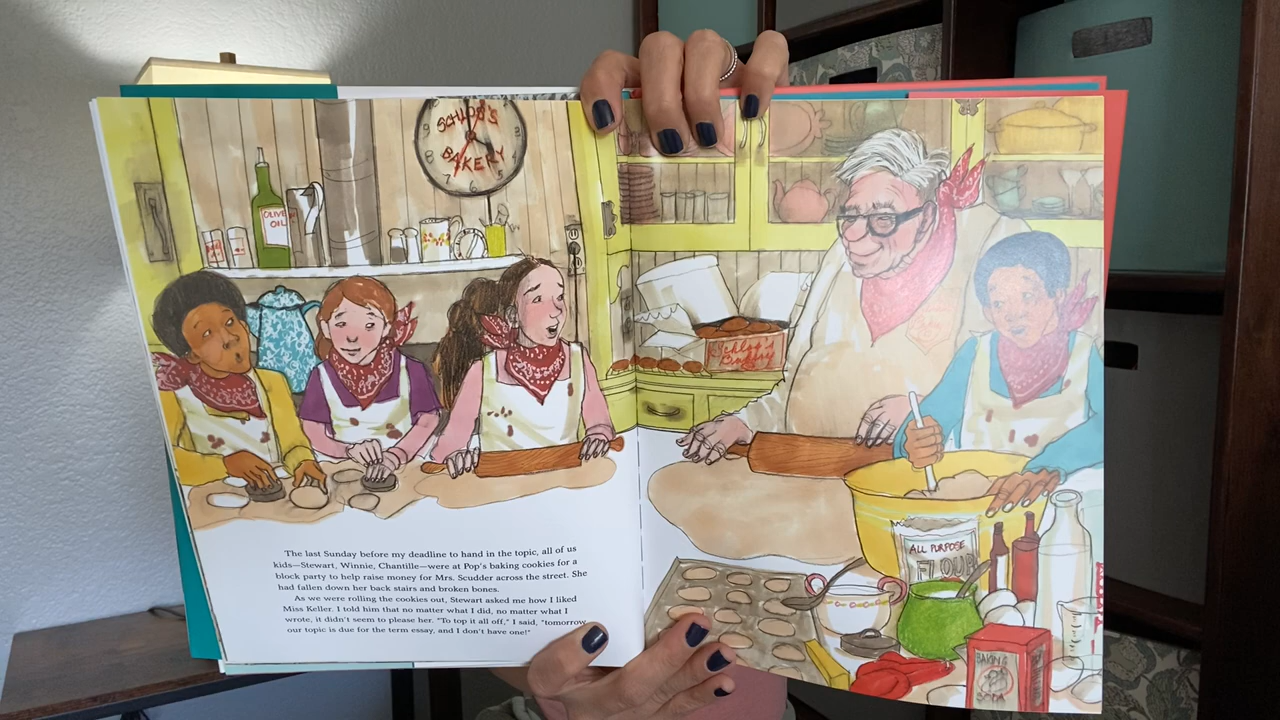 SCHLOO'S
BAKERY
OLIVE
OIL
Schloo's
Bakery
ALL PURPOSE
FLOUR
BAKING
SODA
The last Sunday before my deadline to hand in the topic, all of us
kids—Stewart, Winnie, Chantille—were at Pop's baking cookies for a
block party to help raise money for Mrs. Scudder across the street. She
had fallen down her back stairs and broken bones.
As we were rolling the cookies out, Stewart asked me how I liked
Miss Keller. I told him that no matter what I did, no matter what I
wrote, it didn't seem to please her. "To top it all off," I said, "tomorrow
our topic is due for the term essay, and I don't have one!"